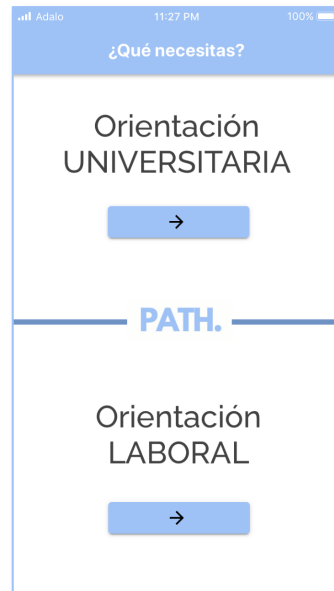 Adalo 11:27 PM 100%
¿Qué necesitas?
Orientación
UNIVERSITARIA
PATH.
Orientación
LABORAL